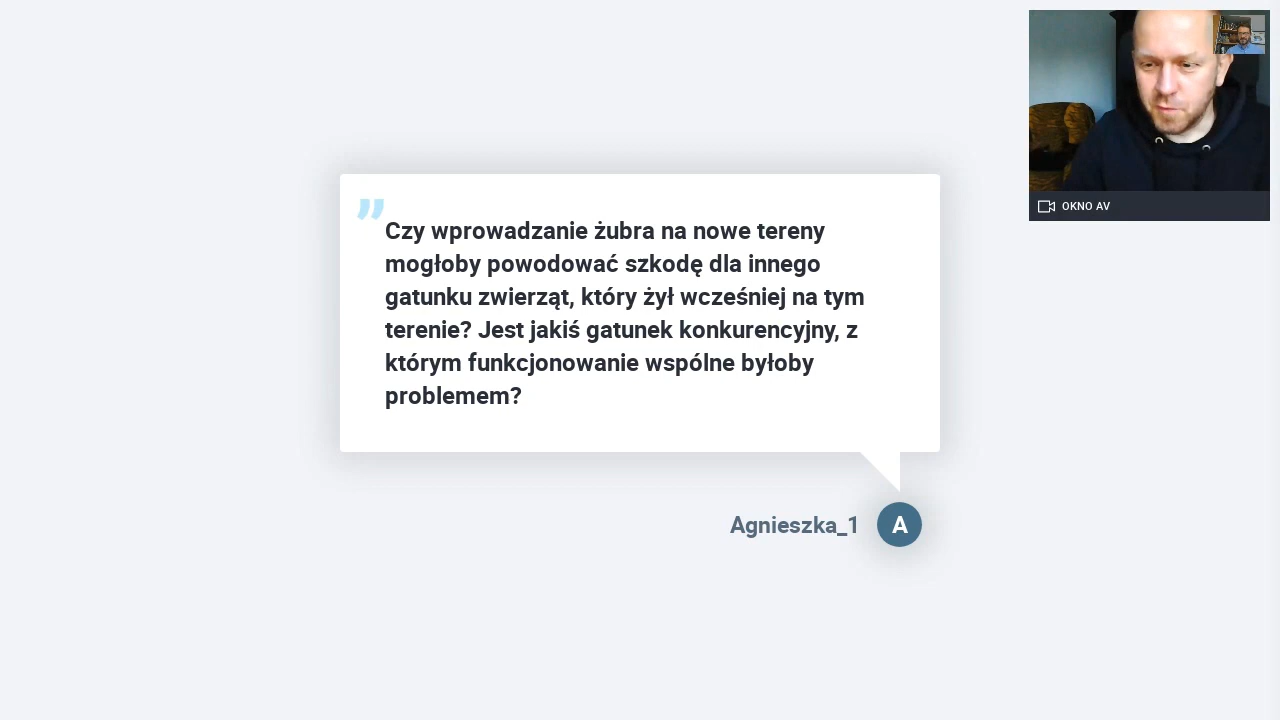 ”
Czy wprowadzanie żubra na nowe tereny
mogłoby powodować szkodę dla innego
gatunku zwierząt, który żył wcześniej na tym
terenie? Jest jakiś gatunek konkurencyjny, z
którym funkcjonowanie wspólne byłoby
problemem?
Agnieszka_1
A
OKNO AV